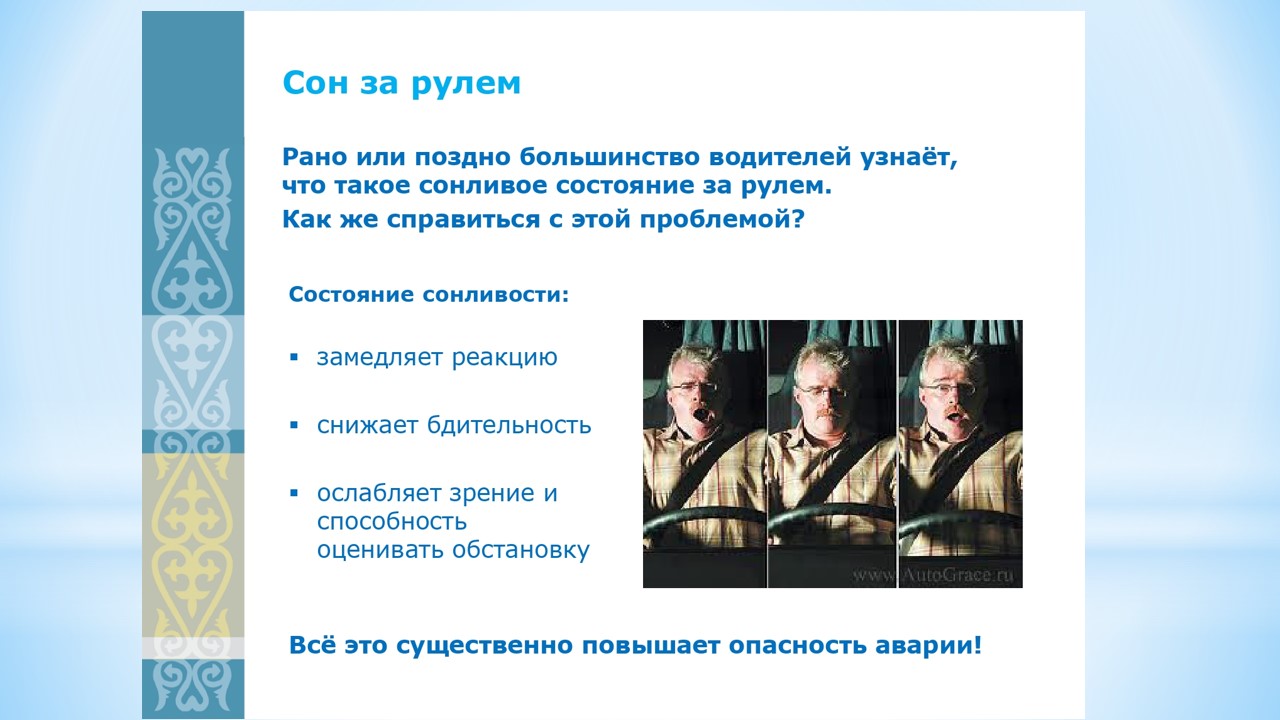 Сон за рулем
Рано или поздно большинство водителей узнаёт,
что такое сонливое состояние за рулем.
Как же справиться с этой проблемой?
Состояние сонливости:
▪ замедляет реакцию
▪ снижает бдительность
▪ ослабляет зрение и
способность
оценивать обстановку
www.AutoGrace.ru
Всё это существенно повышает опасность аварии!